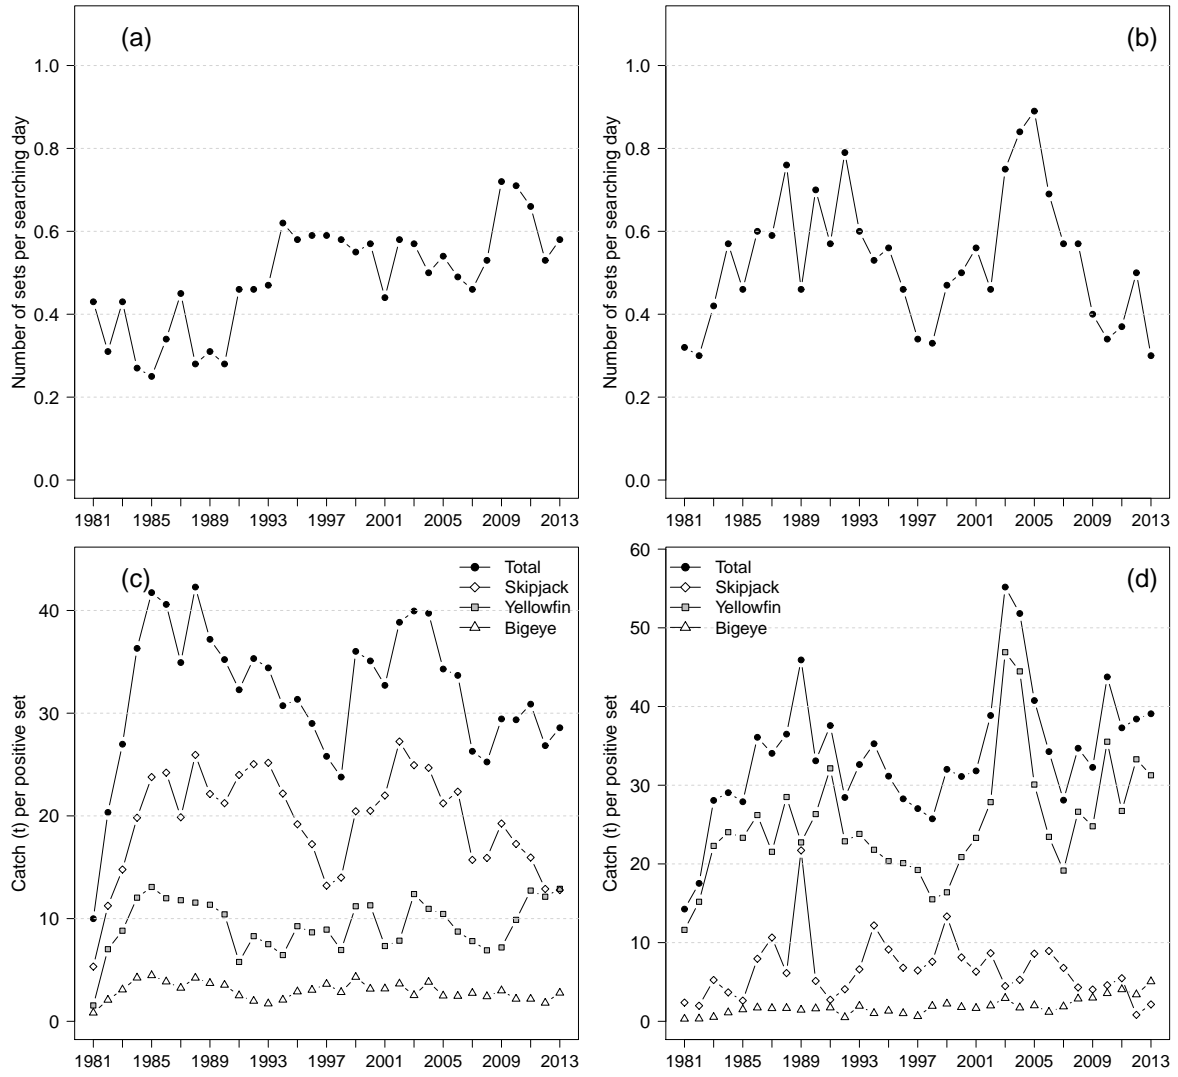 (a)
Number of sets per searching day
1.0
0.8
0.6
0.4
0.2
0.0
1981 1985 1989 1993 1997 2001 2005 2009 2013
(b)
Number of sets per searching day
1.0
0.8
0.6
0.4
0.2
0.0
1981 1985 1989 1993 1997 2001 2005 2009 2013
(c)
Total
Skipjack
Yellowfin
Bigeye
Catch (t) per positive set
40
30
20
10
0
1981 1985 1989 1993 1997 2001 2005 2009 2013
(d)
Total
Skipjack
Yellowfin
Bigeye
Catch (t) per positive set
60
50
40
30
20
10
0
1981 1985 1989 1993 1997 2001 2005 2009 2013